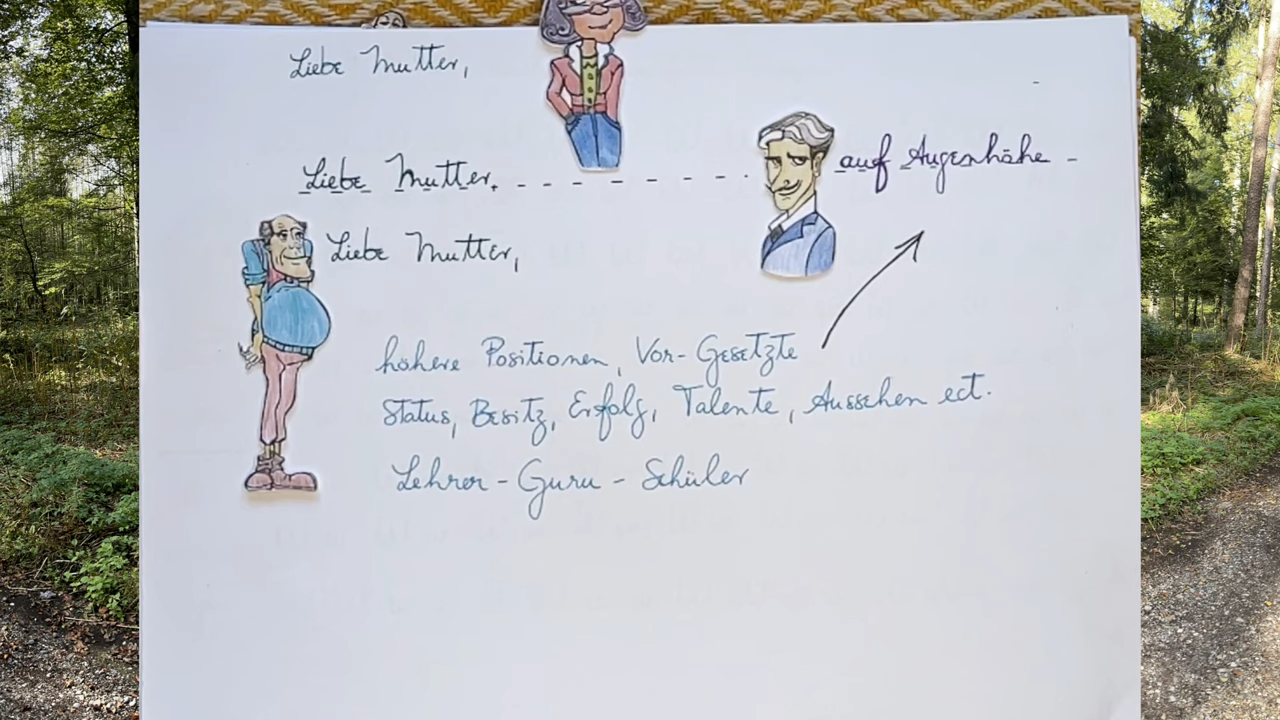 Liebe Mutter,
Liebe Mutter, - - - - - - - - auf Augenhöhe -
Liebe Mutter,
höhere Positionen, Vor-Gesetzte
Status, Besitz, Erfolg, Talente, Aussehen ect.
Lehrer - Guru - Schüler